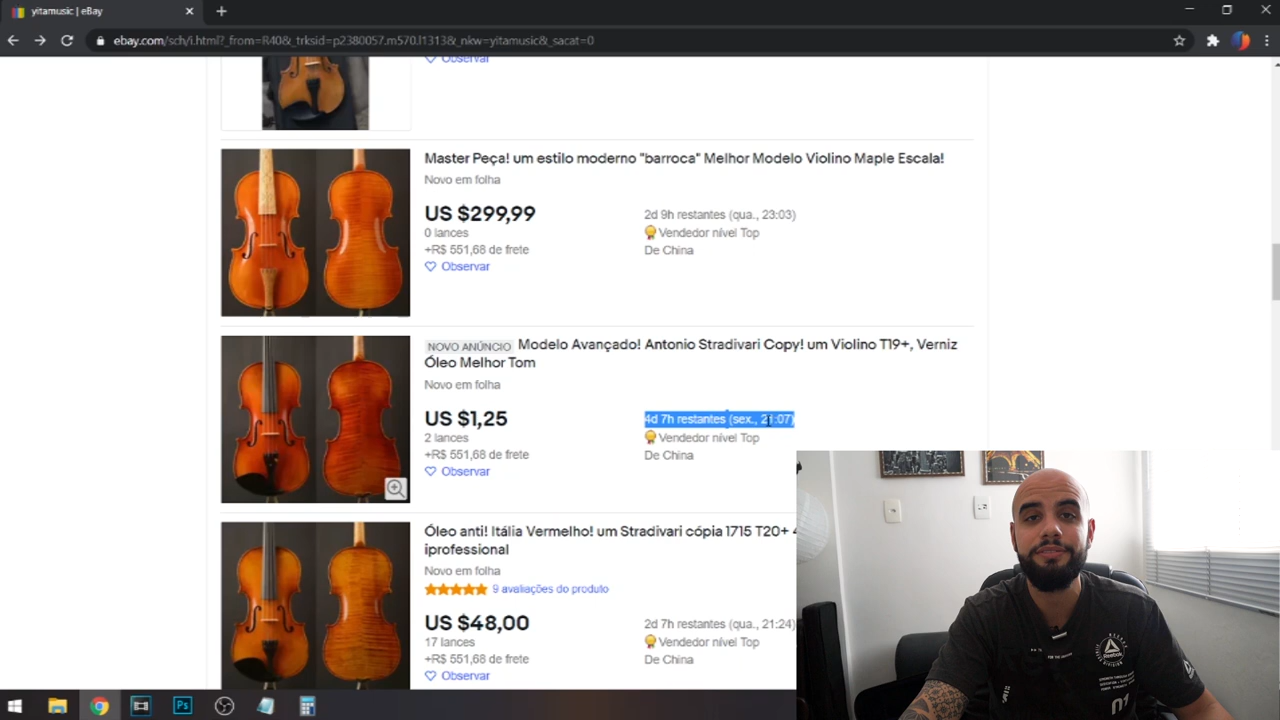 yitamusic | eBay
ebay.com/sch/i.html?_from=R40&_trksid=p2380057.m570.l1313&_nkw=yitamusic&_sacat=0
Observar
Master Peça! um estilo moderno "barroca" Melhor Modelo Violino Maple Escala!
Novo em folha
US $299,99
2d 9h restantes (qua., 23:03)
0 lances
Vendedor nível Top
+R$ 551,68 de frete
De China
Observar
NOVO ANÚNCIO Modelo Avançado! Antonio Stradivari Copy! um Violino T19+, Verniz
Óleo Melhor Tom
Novo em folha
US $1,25
4d 7h restantes (sex., 21:07)
2 lances
Vendedor nível Top
+R$ 551,68 de frete
De China
Observar
Óleo anti! Itália Vermelho! um Stradivari cópia 1715 T20+
iprofessional
Novo em folha
9 avaliações do produto
US $48,00
2d 7h restantes (qua., 21:24)
17 lances
Vendedor nível Top
+R$ 551,68 de frete
De China
Observar
Ps
Reebok
01